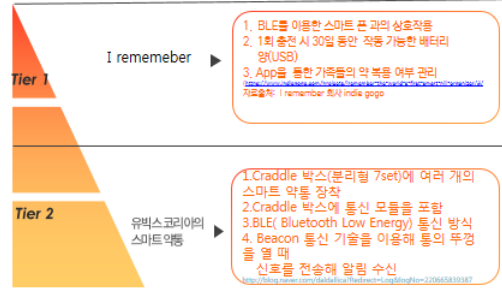 Tier 1
I rememeber
1. BLE를 이용한 스마트 폰 과의 상호작용
2. 1회 충전 시 30일 동안 작동 가능한 배터리
양(USB)
3. App을 통한 가족들의 약 복용 여부 관리
자료출처: I remember 회사 indie gogo
Tier 2
유빅스코리아의
스마트 약통
1.Craddle 박스(분리형 7set)에 여러 개의
스마트 약통 장착
2.Craddle 박스에 통신 모듈을 포함
3.BLE( Bluetooth Low Energy) 통신 방식
4. Beacon 통신 기술을 이용해 통의 뚜껑
을 열 때
신호를 전송해 알림 수신
http://blog.naver.com/daldallica?Redirect=Log&logNo=220665839387